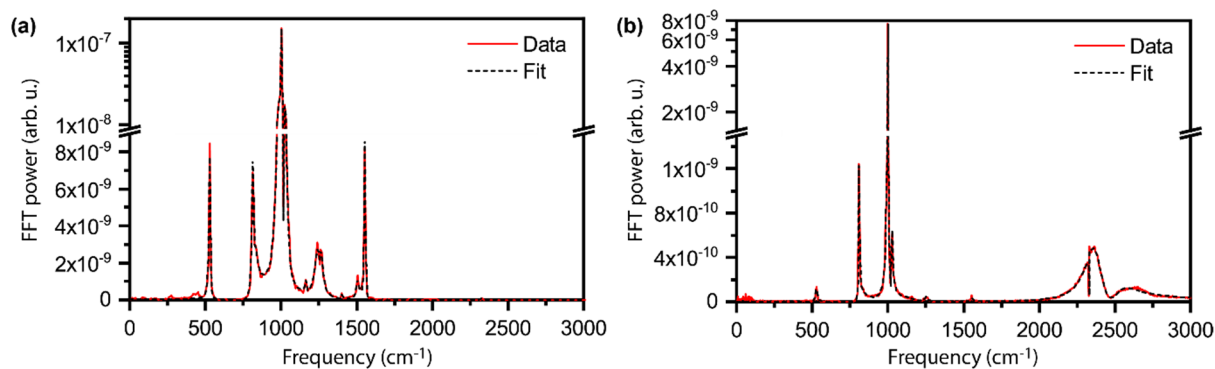 (a)
FFT power (arb. u.)
1x10⁻⁷
1x10⁻⁸
8x10⁻⁹
6x10⁻⁹
4x10⁻⁹
2x10⁻⁹
0
Data
Fit
0 500 1000 1500 2000 2500 3000
Frequency (cm⁻¹)
(b)
FFT power (arb. u.)
8x10⁻⁹
6x10⁻⁹
4x10⁻⁹
2x10⁻⁹
1x10⁻⁹
8x10⁻¹⁰
4x10⁻¹⁰
0
Data
Fit
0 500 1000 1500 2000 2500 3000
Frequency (cm⁻¹)